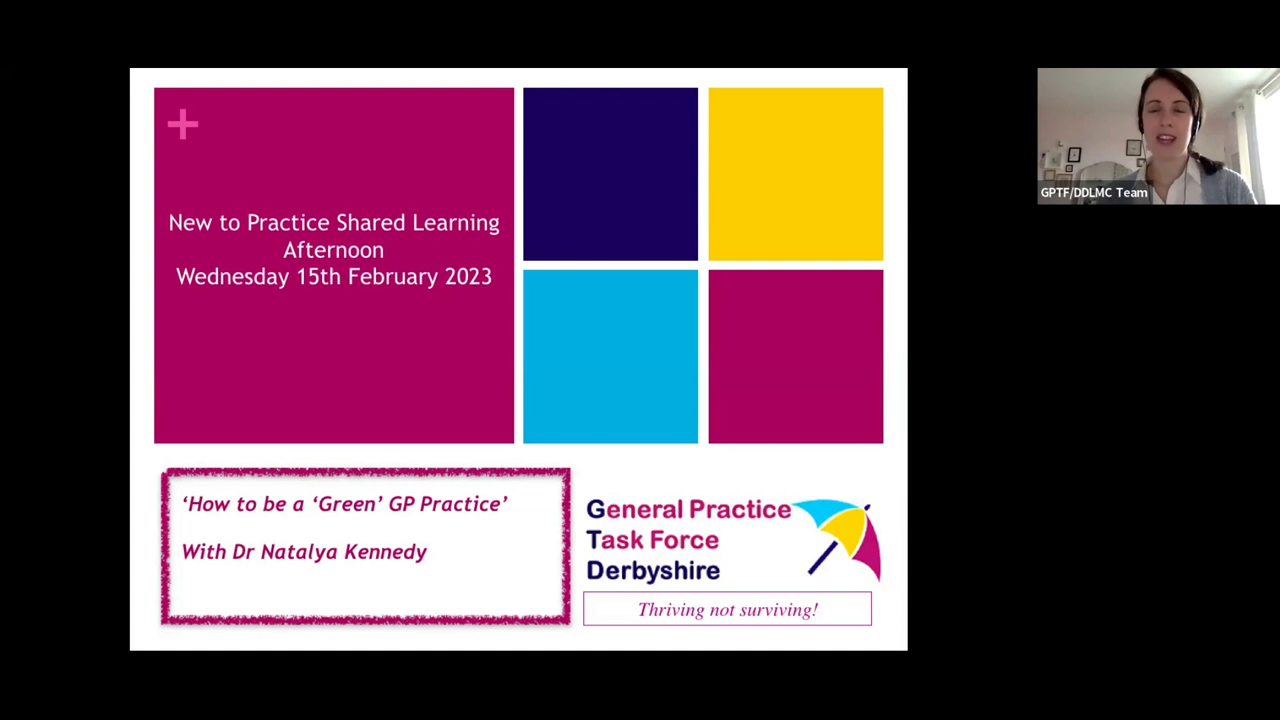 +
New to Practice Shared Learning
Afternoon
Wednesday 15th February 2023
‘How to be a ‘Green’ GP Practice’
With Dr Natalya Kennedy
General Practice
Task Force
Derbyshire
Thriving not surviving!
GPTF/DDLMC Team